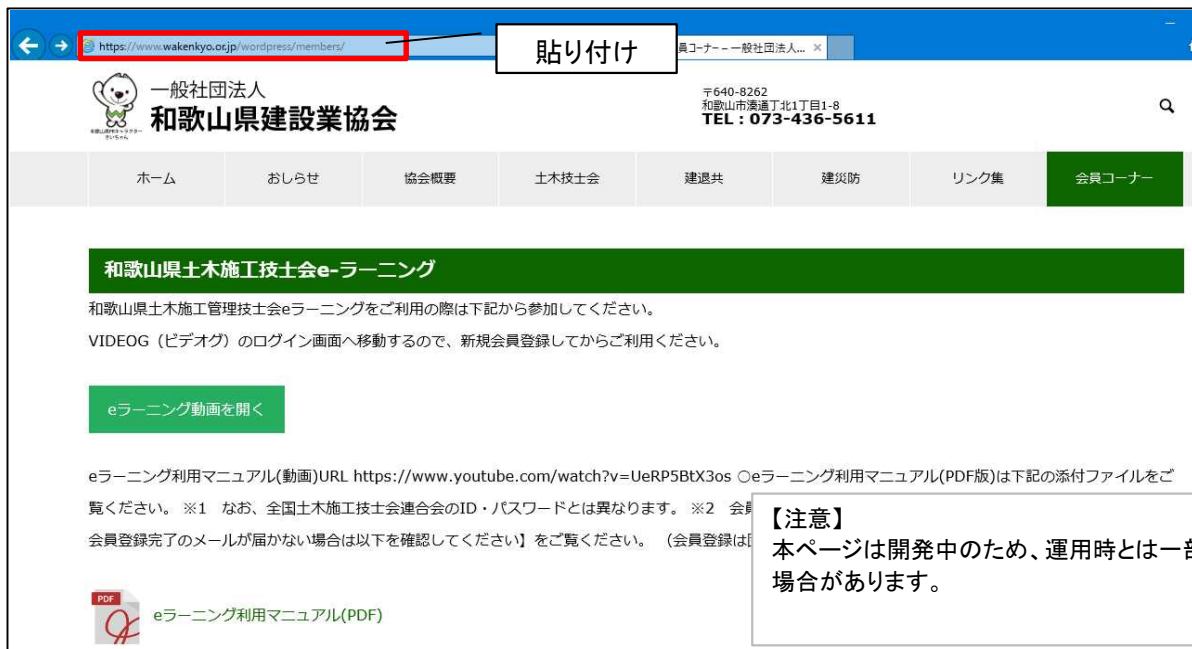 https://www.wakenkyo.or.jp/wordpress/members/
貼り付け
員コーナー – 一般社団法人...
一般社団法人
和歌山県建設業協会
〒640-8262
和歌山市湊通丁北1丁目1-8
TEL：073-436-5611
ホーム おしらせ 協会概要 土木技士会 建退共 建災防 リンク集 会員コーナー
和歌山県土木施工技士会e-ラーニング
和歌山県土木施工管理技士会eラーニングをご利用の際は下記から参加してください。
VIDEOG（ビデオグ）のログイン画面へ移動するので、新規会員登録してからご利用ください。
eラーニング動画を開く
eラーニング利用マニュアル(動画)URL https://www.youtube.com/watch?v=UeRP5BtX3os ○eラーニング利用マニュアル(PDF版)は下記の添付ファイルをご
覧ください。 ※1 なお、全国土木施工技士会連合会のID・パスワードとは異なります。 ※2 会
会員登録完了のメールが届かない場合は以下を確認してください】をご覧ください。 （会員登録は
【注意】
本ページは開発中のため、運用時とは一部
場合があります。
PDF
eラーニング利用マニュアル(PDF)